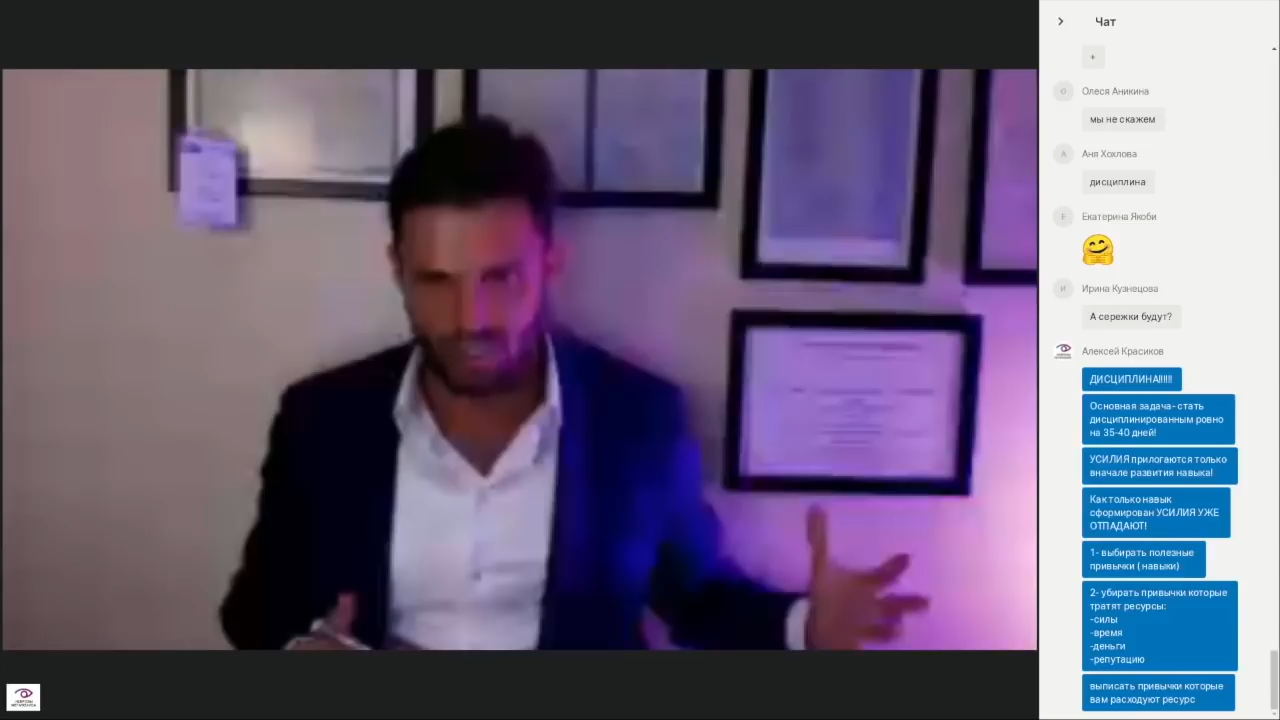 Чат
+
О
Олеся Аникина
мы не скажем
А
Аня Хохлова
дисциплина
Е
Екатерина Якоби
И
Ирина Кузнецова
А сережки будут?
Алексей Красиков
ДИСЦИПЛИНА!!!!!!
Основная задача- стать
дисциплинированным ровно
на 35-40 дней!
УСИЛИЯ прилогаются только
вначале развития навыка!
Как только навык
сформирован УСИЛИЯ УЖЕ
ОТПАДАЮТ!
1- выбирать полезные
привычки ( навыки)
2- убирать привычки которые
тратят ресурсы:
-силы
-время
-деньги
-репутацию
выписать привычки которые
вам расходуют ресурс